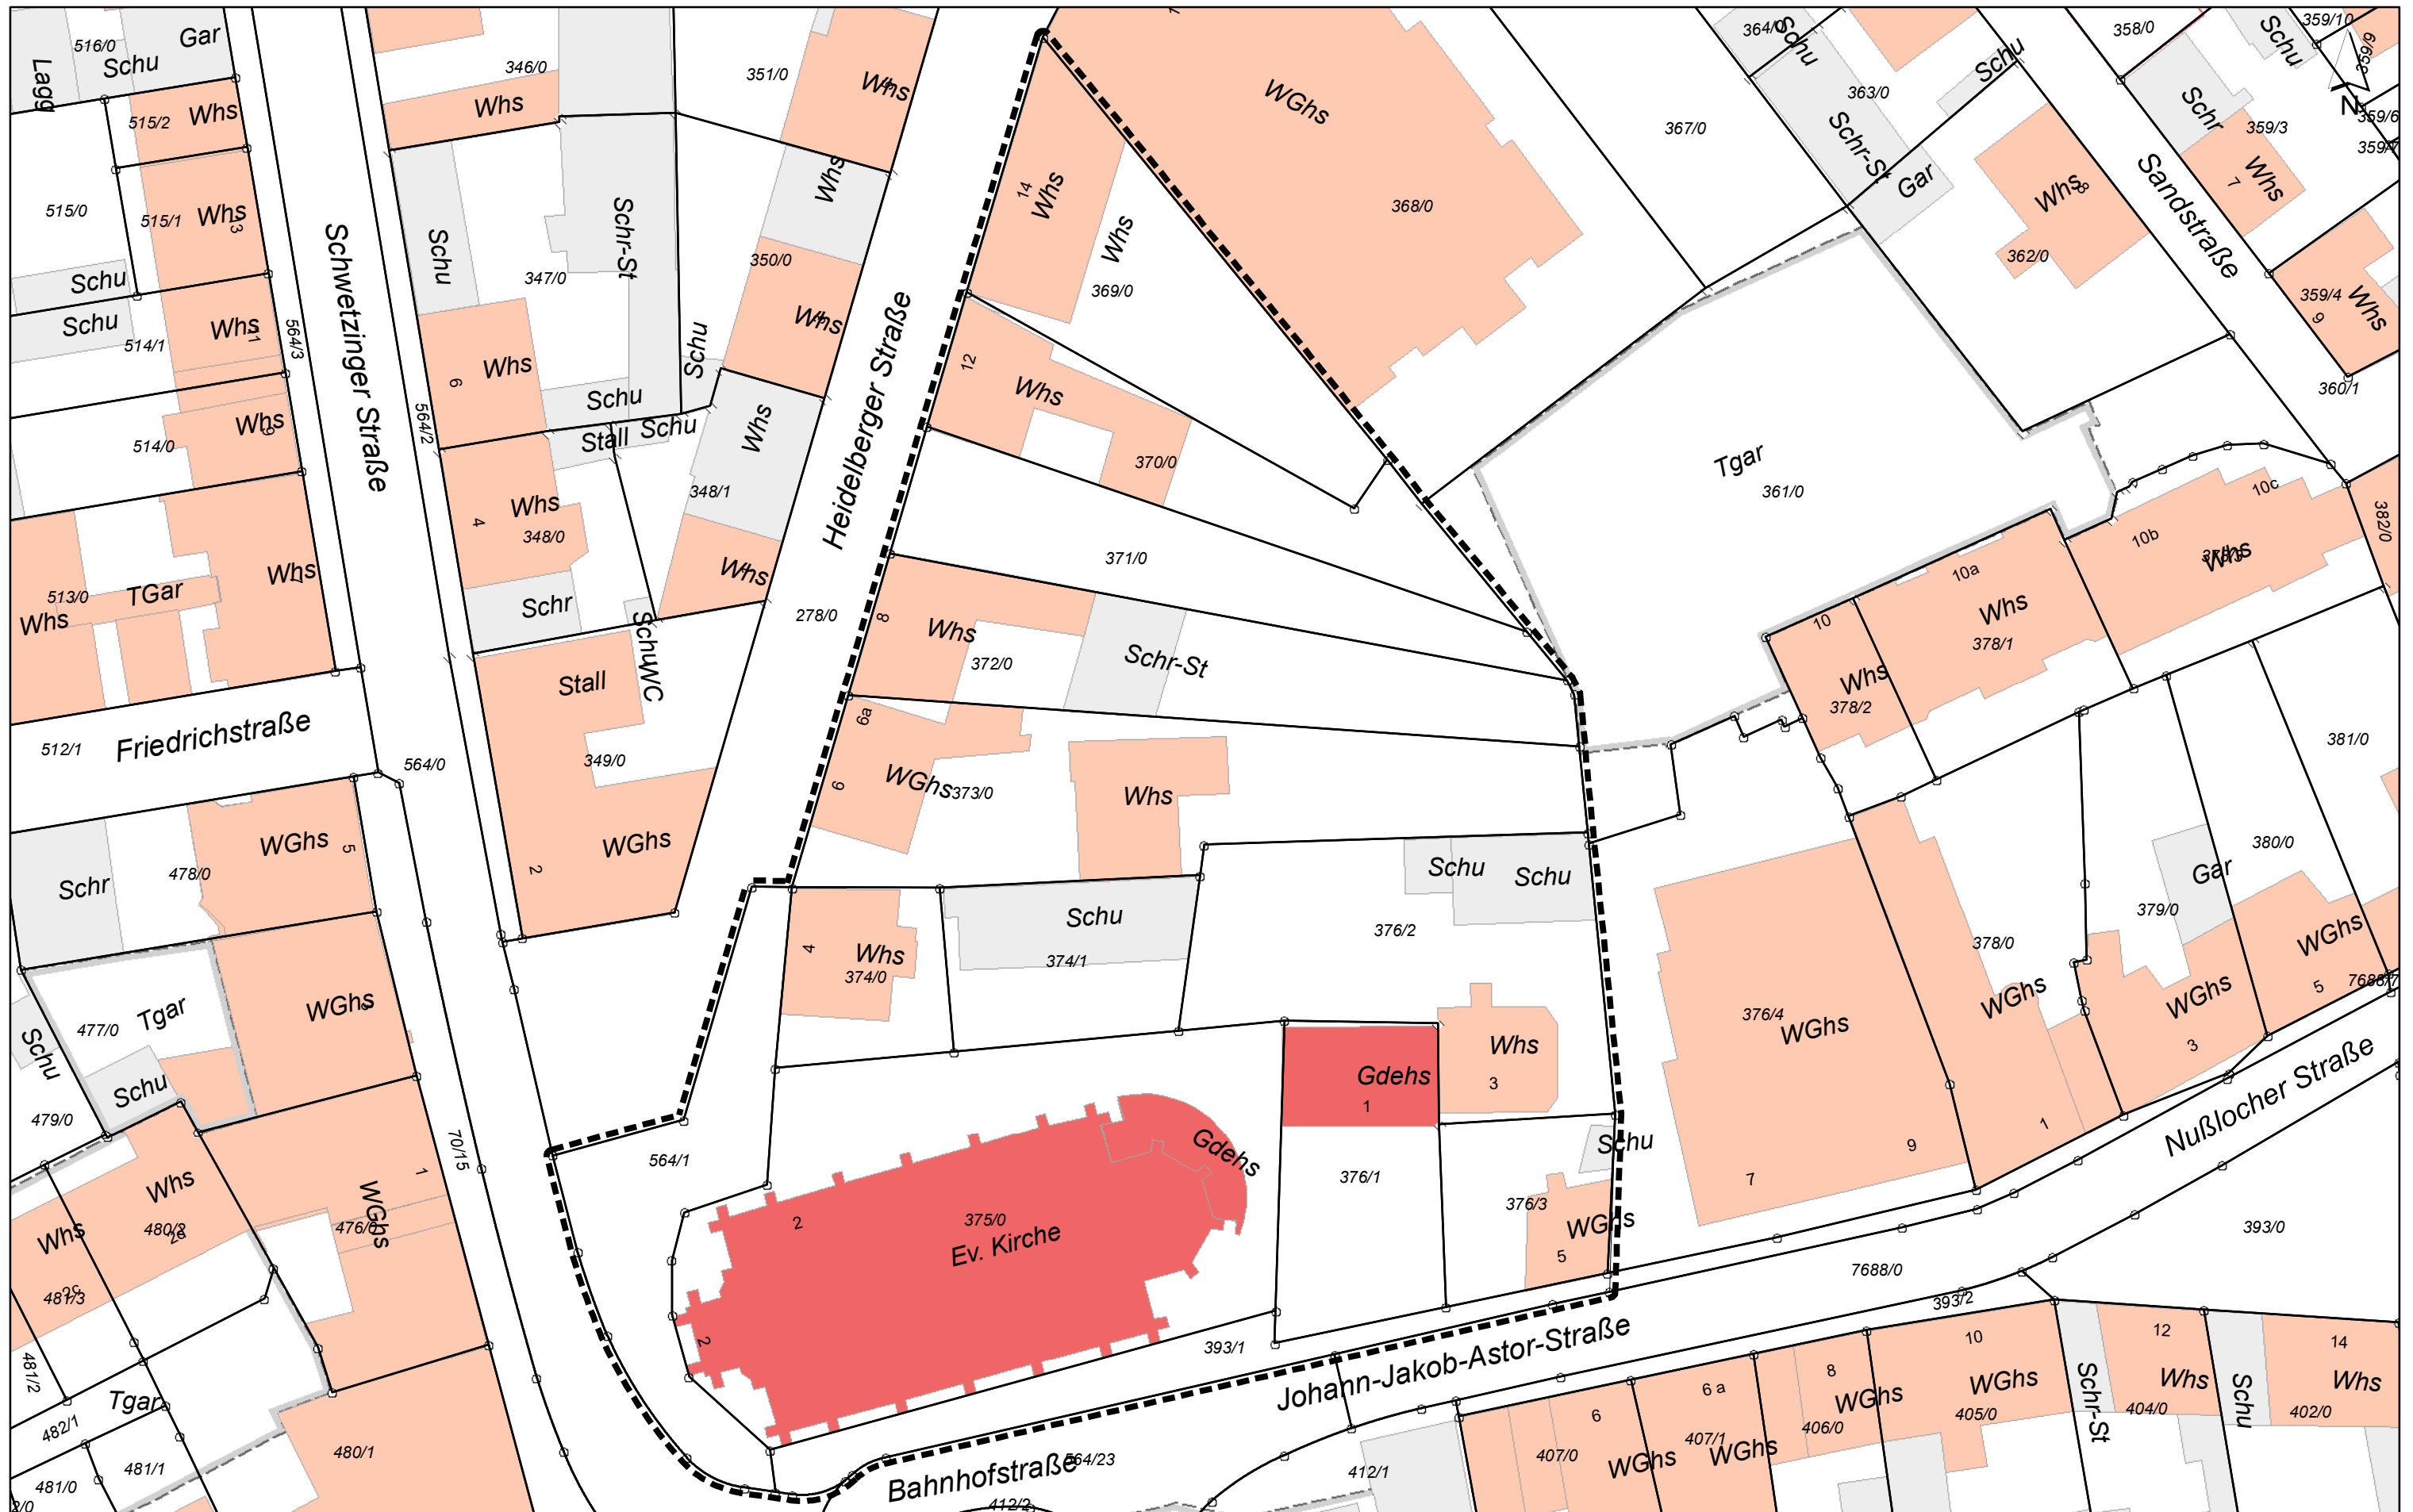 516/0
Gar
Schu
Lagg
515/2
Whs
515/0
515/1
Whs
13
Schu
Schu
514/1
Whs
11
564/3
514/0
Whs
9
Schwetzinger Straße
564/2
513/0
TGar
Whs
Whs
7
Friedrichstraße
512/1
564/0
WGhs
5
478/0
Schr
Tgar
477/0
WGhs
Schu
Schu
479/0
70/15
1
WGhs
476/0
Whs
480/2
Whs
481/3
2c
481/2
Tgar
482/1
481/1
481/0
2/0
480/1
346/0
Whs
351/0
Whs
Schu
Schr-St
347/0
Whs
350/0
Whs
Schu
6
Whs
Schu
Stall
Schu
Whs
348/1
4
Whs
348/0
Whs
Schr
Schu
WC
Stall
349/0
2
WGhs
Heidelberger Straße
278/0
14
Whs
Whs
369/0
12
Whs
370/0
371/0
8
Whs
372/0
Schr-St
6a
6
WGhs
373/0
Whs
4
Whs
374/0
Schu
374/1
Schu
Schu
376/2
Whs
3
Gdehs
1
376/1
Schu
376/3
WGhs
5
564/1
2
375/0
Ev. Kirche
Gdehs
2
393/1
Johann-Jakob-Astor-Straße
Bahnhofstraße
564/23
412/2
412/1
WGhs
368/0
367/0
364/0
Schu
363/0
Schu
Schr-St
Gar
Whs
8
362/0
Sandstraße
358/0
Schu
359/10
359/9
N
359/6
Schr
359/3
7
Whs
359/4
9
Whs
360/1
Tgar
361/0
10c
10b
Whs
382/0
10a
Whs
378/1
10
Whs
378/2
381/0
380/0
Gar
379/0
378/0
WGhs
WGhs
WGhs
5
3
1
376/4
WGhs
9
7
Nußlocher Straße
393/0
7688/0
393/2
10
12
14
8
6 a
6
WGhs
WGhs
Whs
Whs
Schr-St
Schu
402/0
404/0
405/0
406/0
407/1
407/0
WGhs
WGhs